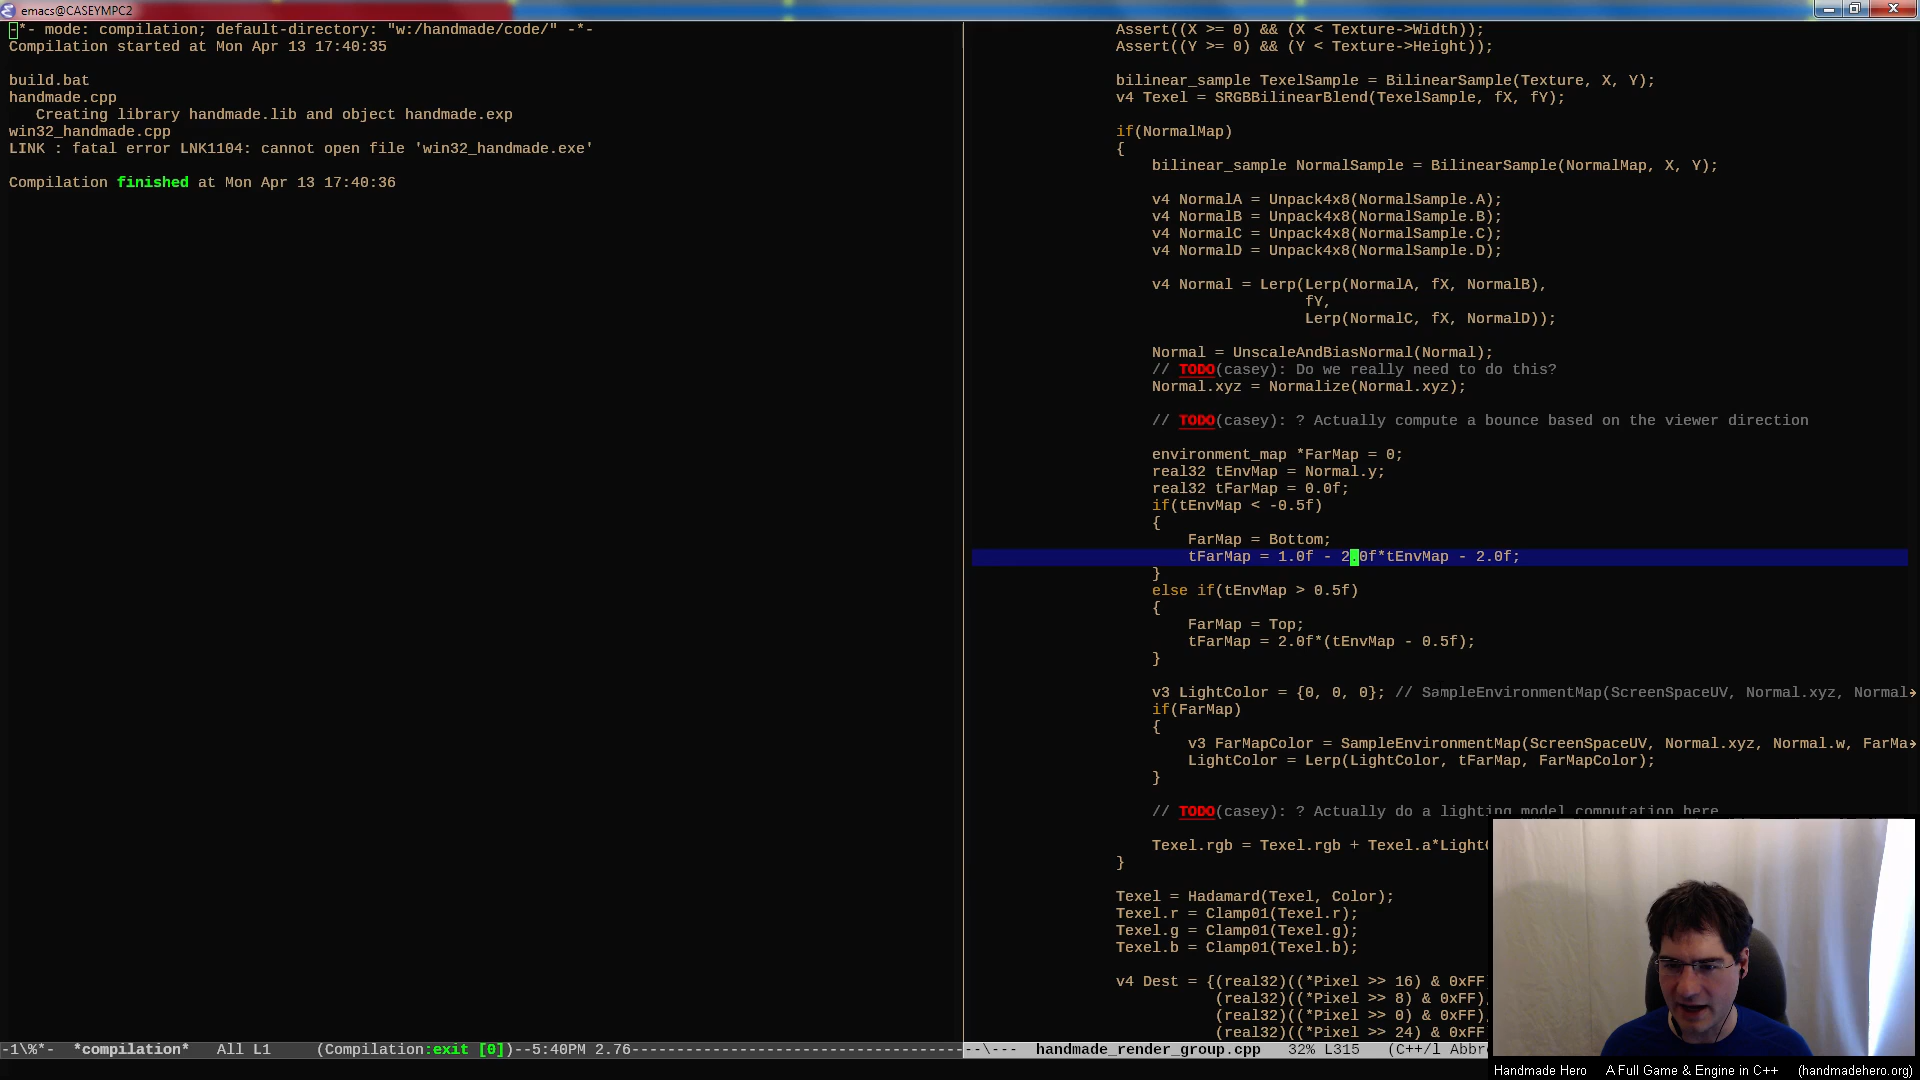 emacs@CASEYMPC2
-*- mode: compilation; default-directory: "w:/handmade/code/" -*-
Compilation started at Mon Apr 13 17:40:35
build.bat
handmade.cpp
Creating library handmade.lib and object handmade.exp
win32_handmade.cpp
LINK : fatal error LNK1104: cannot open file 'win32_handmade.exe'
Compilation finished at Mon Apr 13 17:40:36
-1\%*-  *compilation*   All L1     (Compilation:exit [0])--5:40PM 2.76
Assert((X >= 0) && (X < Texture->Width));
Assert((Y >= 0) && (Y < Texture->Height));
bilinear_sample TexelSample = BilinearSample(Texture, X, Y);
v4 Texel = SRGBBilinearBlend(TexelSample, fX, fY);
if(NormalMap)
{
bilinear_sample NormalSample = BilinearSample(NormalMap, X, Y);
v4 NormalA = Unpack4x8(NormalSample.A);
v4 NormalB = Unpack4x8(NormalSample.B);
v4 NormalC = Unpack4x8(NormalSample.C);
v4 NormalD = Unpack4x8(NormalSample.D);
v4 Normal = Lerp(Lerp(NormalA, fX, NormalB),
fY,
Lerp(NormalC, fX, NormalD));
Normal = UnscaleAndBiasNormal(Normal);
// TODO(casey): Do we really need to do this?
Normal.xyz = Normalize(Normal.xyz);
// TODO(casey): ? Actually compute a bounce based on the viewer direction
environment_map *FarMap = 0;
real32 tEnvMap = Normal.y;
real32 tFarMap = 0.0f;
if(tEnvMap < -0.5f)
{
FarMap = Bottom;
tFarMap = 1.0f - 2.0f*tEnvMap - 2.0f;
}
else if(tEnvMap > 0.5f)
{
FarMap = Top;
tFarMap = 2.0f*(tEnvMap - 0.5f);
}
v3 LightColor = {0, 0, 0}; // SampleEnvironmentMap(ScreenSpaceUV, Normal.xyz, Normal
if(FarMap)
{
v3 FarMapColor = SampleEnvironmentMap(ScreenSpaceUV, Normal.xyz, Normal.w, FarMa
LightColor = Lerp(LightColor, tFarMap, FarMapColor);
}
// TODO(casey): ? Actually do a lighting model computation here
Texel.rgb = Texel.rgb + Texel.a*Light
}
Texel = Hadamard(Texel, Color);
Texel.r = Clamp01(Texel.r);
Texel.g = Clamp01(Texel.g);
Texel.b = Clamp01(Texel.b);
v4 Dest = {(real32)((*Pixel >> 16) & 0xFF)
(real32)((*Pixel >> 8) & 0xFF)
(real32)((*Pixel >> 0) & 0xFF)
(real32)((*Pixel >> 24) & 0xFF)
--\---  handmade_render_group.cpp   32% L315   (C++/l Abbre
Handmade Hero   A Full Game & Engine in C++   (handmadehero.org)